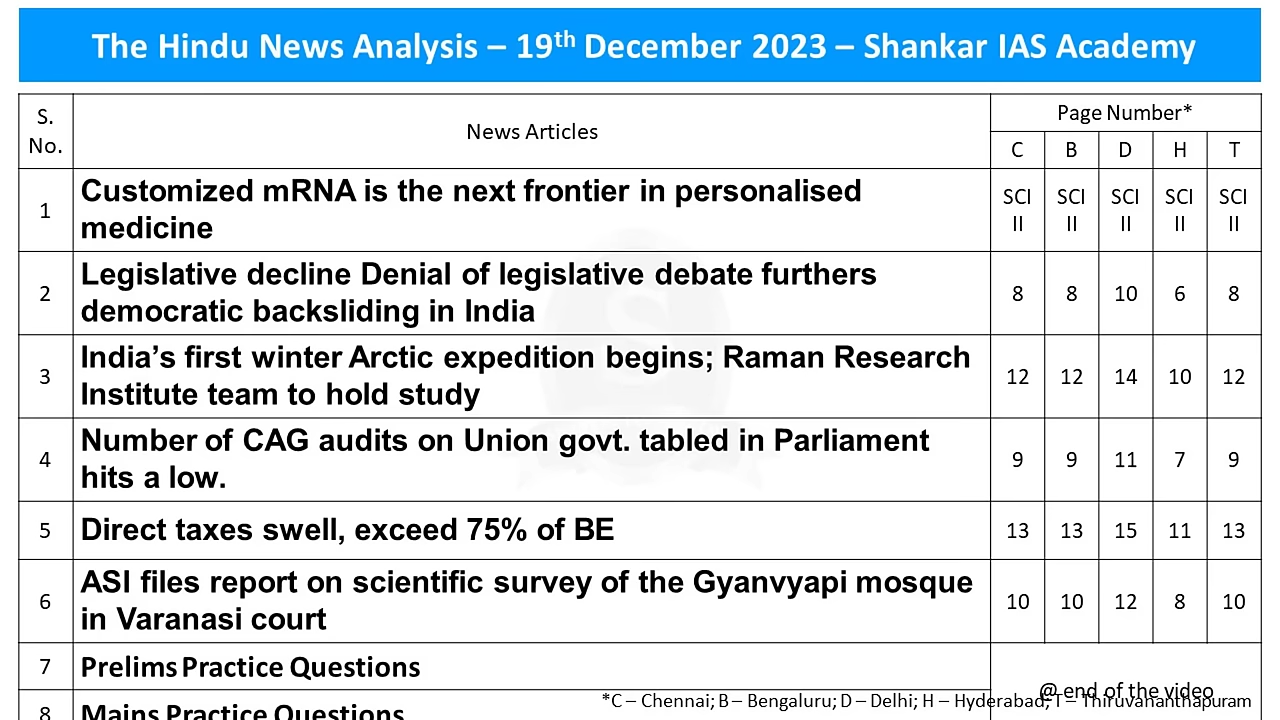 The Hindu News Analysis – 19th December 2023 – Shankar IAS Academy
S. No. News Articles Page Number*
C B D H T
1 Customized mRNA is the next frontier in personalised SCI SCI SCI SCI SCI
medicine II II II II II
2 Legislative decline Denial of legislative debate furthers
democratic backsliding in India 8 8 10 6 8
3 India's first winter Arctic expedition begins; Raman Research
Institute team to hold study 12 12 14 10 12
4 Number of CAG audits on Union govt. tabled in Parliament
hits a low. 9 9 11 7 9
5 Direct taxes swell, exceed 75% of BE 13 13 15 11 13
6 ASI files report on scientific survey of the Gyanvyapi mosque
in Varanasi court 10 10 12 8 10
7 Prelims Practice Questions
@ end of the video
*C – Chennai; B – Bengaluru; D – Delhi; H – Hyderabad; T – Thiruvananthapuram
8 Mains Practice Questions